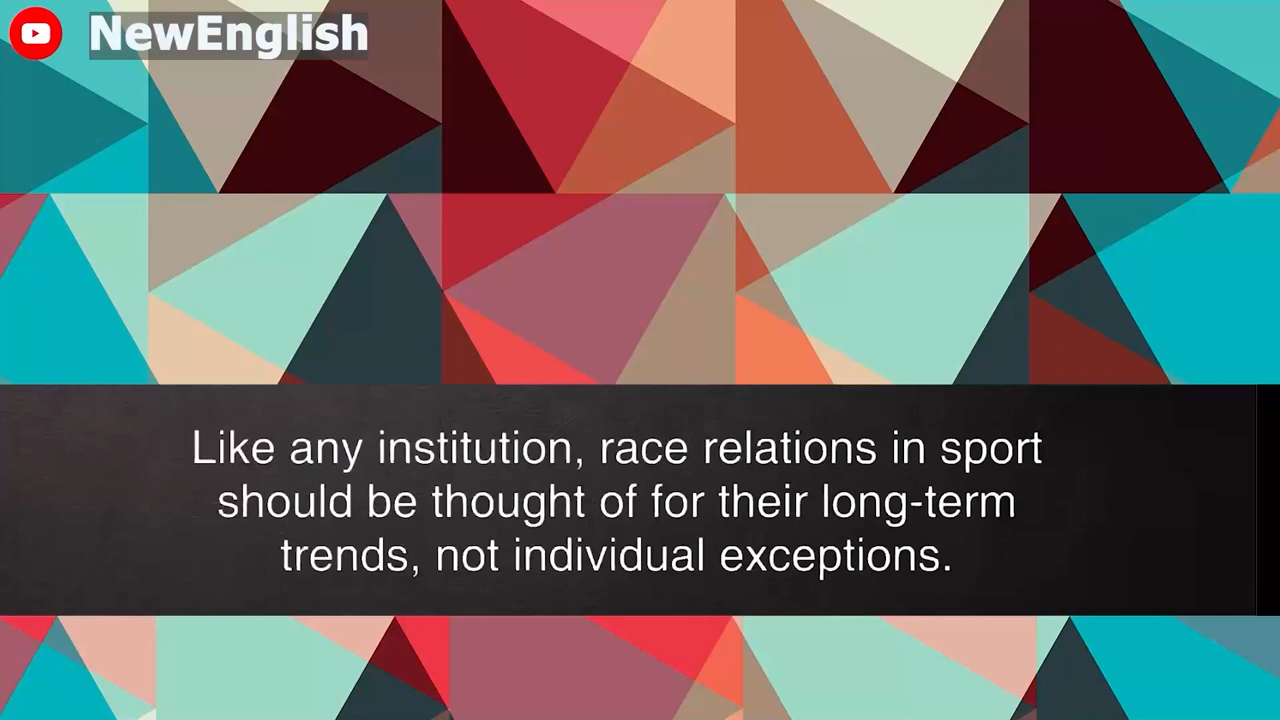 NewEnglish
Like any institution, race relations in sport
should be thought of for their long-term
trends, not individual exceptions.